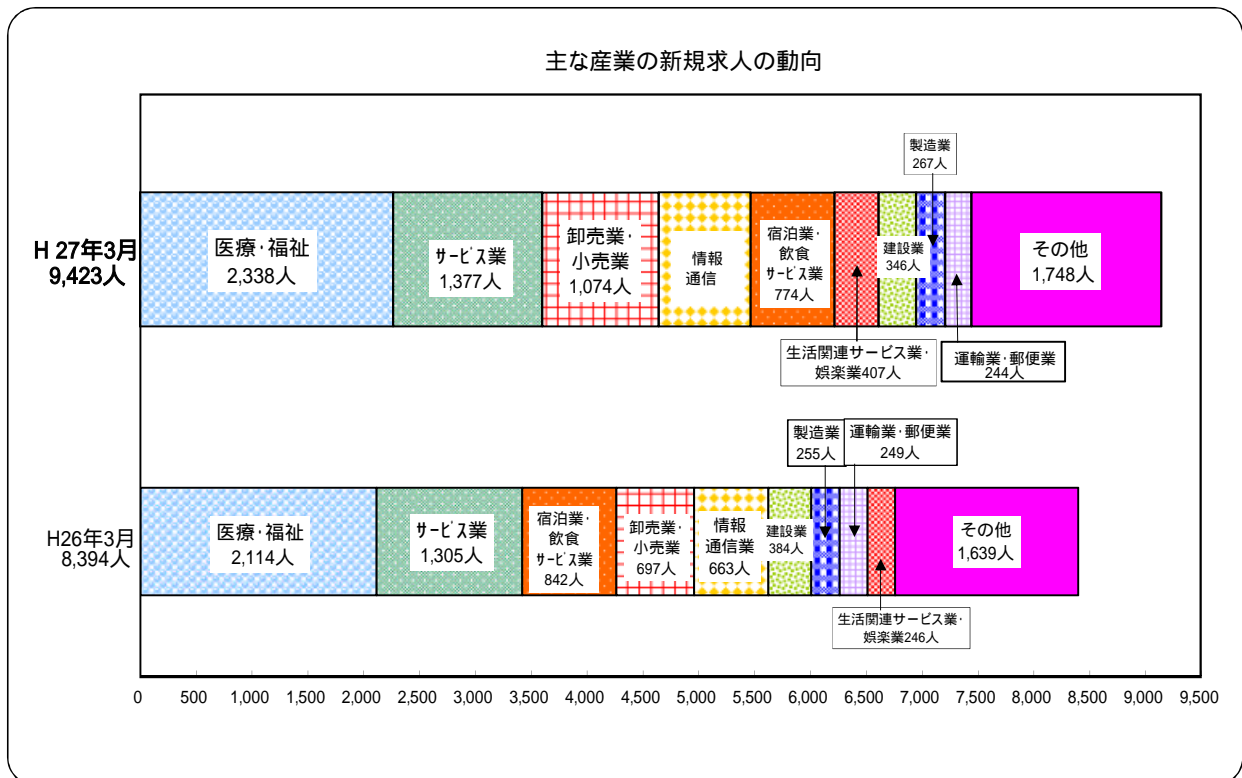 主な産業の新規求人の動向
製造業
267人
H 27年3月
9,423人
医療・福祉
2,338人
サービス業
1,377人
卸売業・
小売業
1,074人
情報
通信
宿泊業・
飲食
サービス業
774人
建設業
346人
その他
1,748人
生活関連サービス業・
娯楽業407人
運輸業・郵便業
244人
製造業
255人
運輸業・郵便業
249人
H26年3月
8,394人
医療・福祉
2,114人
サービス業
1,305人
宿泊業・
飲食
サービス業
842人
卸売業・
小売業
697人
情報
通信業
663人
建設業
384人
その他
1,639人
生活関連サービス業・
娯楽業246人
0 500 1,000 1,500 2,000 2,500 3,000 3,500 4,000 4,500 5,000 5,500 6,000 6,500 7,000 7,500 8,000 8,500 9,000 9,500